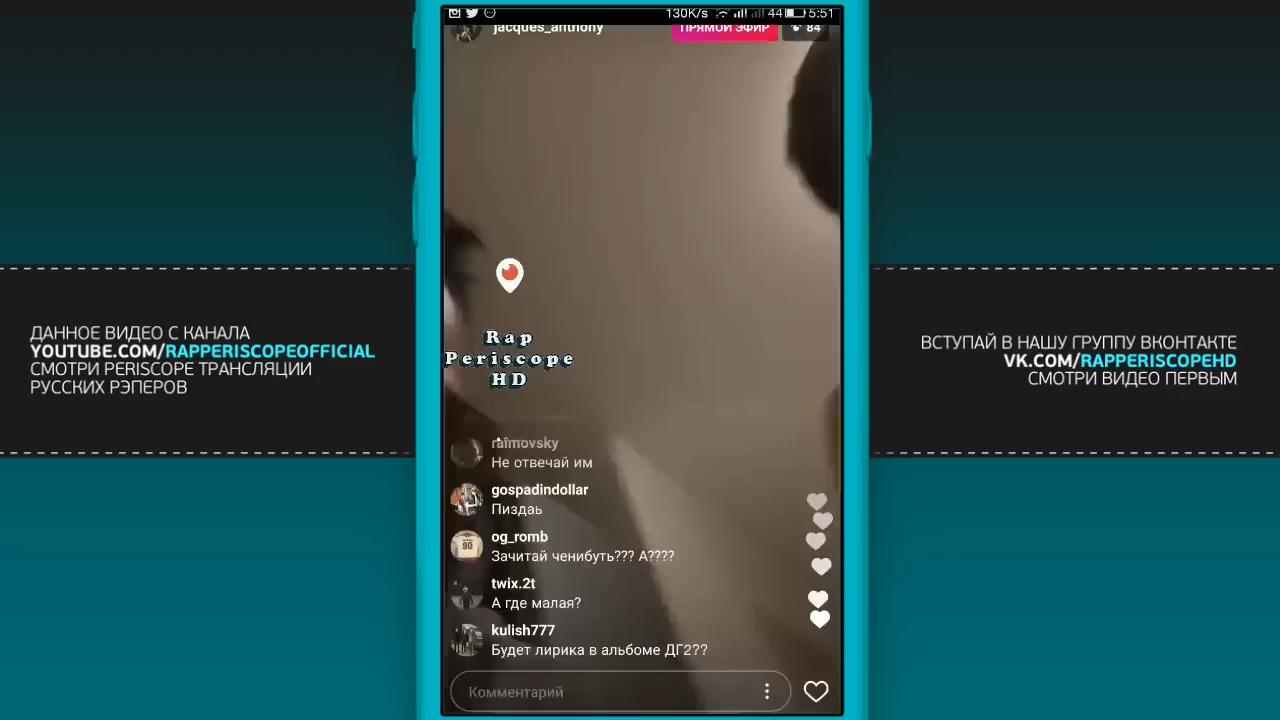 130K/s 44 5:51
jacques_anthony
ПРЯМОЙ ЭФИР
84
ДАННОЕ ВИДЕО С КАНАЛА
YOUTUBE.COM/RAPPERISCOPEOFFICIAL
СМОТРИ PERISCOPE ТРАНСЛЯЦИИ
РУССКИХ РЭПЕРОВ
Rap
Periscope
HD
raimovsky
Не отвечай им
gospadindollar
Пиздаь
og_romb
Зачитай ченибуть??? А????
twix.2t
А где малая?
kulish777
Будет лирика в альбоме ДГ2??
Комментарий
ВСТУПАЙ В НАШУ ГРУППУ ВКОНТАКТЕ
VK.COM/RAPPERISCOPEHD
СМОТРИ ВИДЕО ПЕРВЫМ